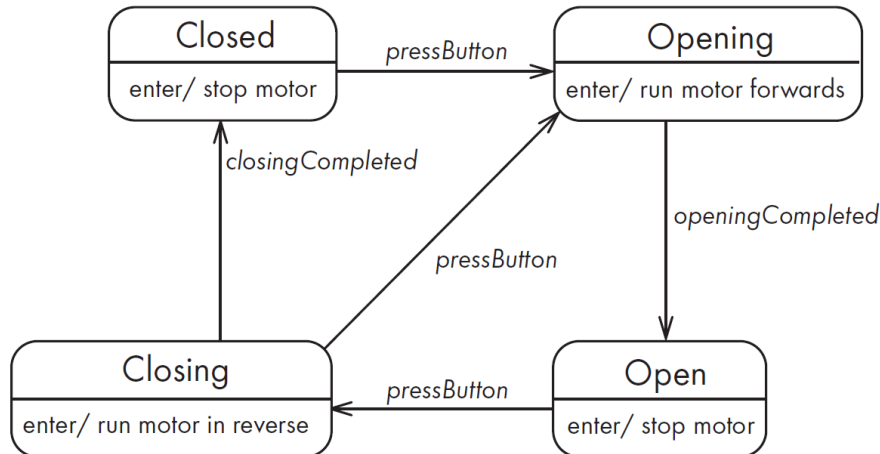 Closed
enter/ stop motor
pressButton
Opening
enter/ run motor forwards
closingCompleted
openingCompleted
pressButton
Closing
enter/ run motor in reverse
pressButton
Open
enter/ stop motor